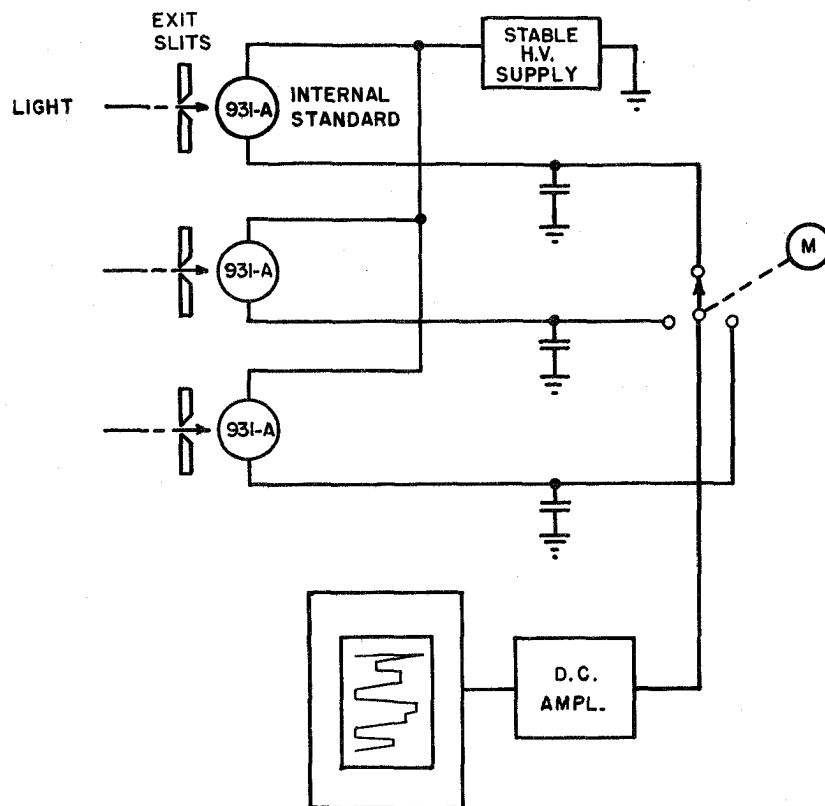 EXIT
SLITS
STABLE
H.V.
SUPPLY
LIGHT
931-A
INTERNAL
STANDARD
M
931-A
931-A
D.C.
AMPL.